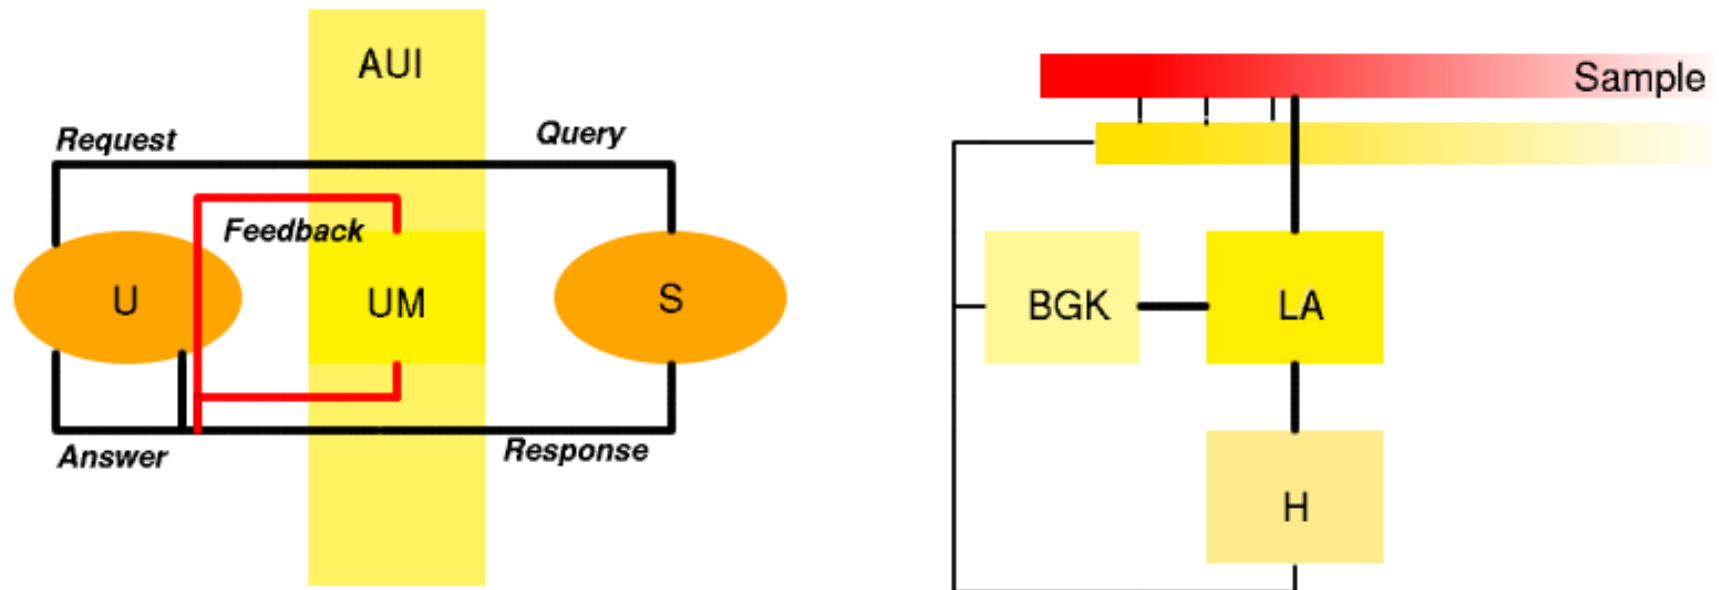 AUI
Request
Query
Feedback
U
UM
S
Answer
Response
Sample
BGK
LA
H